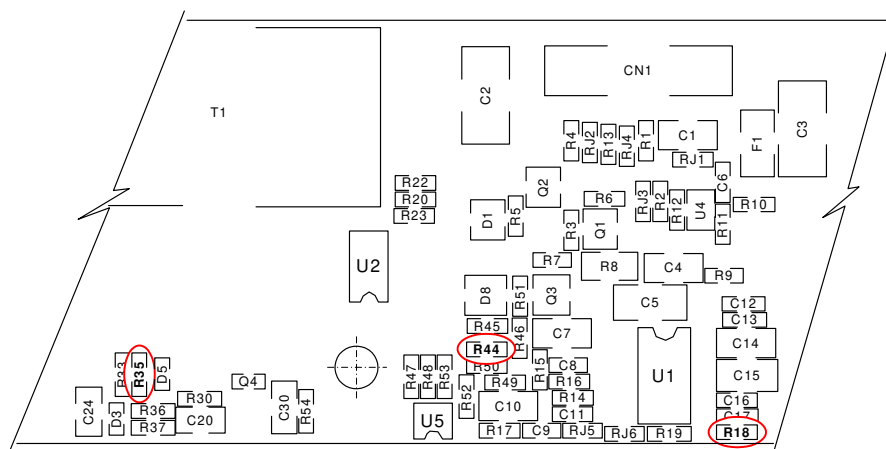 CN1
C2
T1
C3
F1
R4
RJ2
R13
RJ4
R1
C1
RJ1
C6
R22
R20
R23
Q2
R6
RJ3
R2
R12
U4
R11
R10
D1
R5
R3
Q1
U2
R7
R8
C4
R9
D8
R51
Q3
C5
C12
C13
R45
R46
C7
C14
R44
R33
R35
D5
R47
R48
R53
R50
R15
C8
U1
C15
Q4
R52
R49
R16
C24
R30
C30
R54
C10
R14
C16
D3
R36
C20
U5
C11
C17
R37
R17
C9
RJ5
RJ6
R19
R18